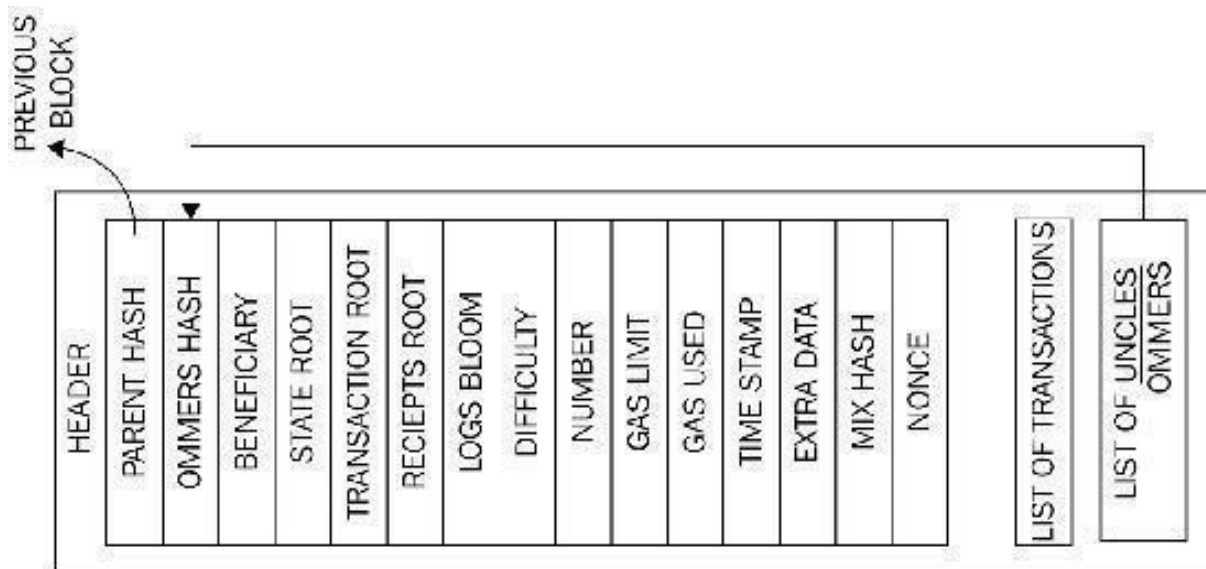 PREVIOUS
BLOCK
HEADER
PARENT HASH
OMMERS HASH
BENEFICIARY
STATE ROOT
TRANSACTION ROOT
RECIEPTS ROOT
LOGS BLOOM
DIFFICULTY
NUMBER
GAS LIMIT
GAS USED
TIME STAMP
EXTRA DATA
MIX HASH
NONCE
LIST OF TRANSACTIONS
LIST OF UNCLES
OMMERS